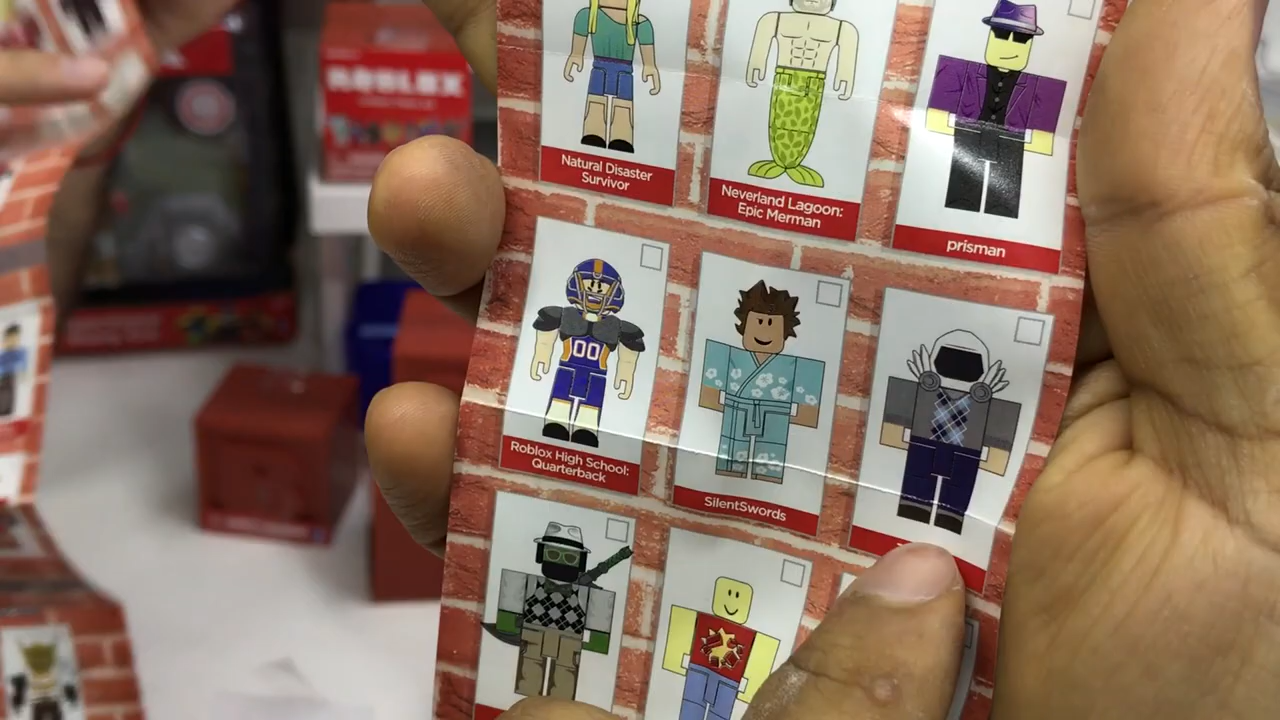 ROBLOX
Natural Disaster
Survivor
Neverland Lagoon:
Epic Merman
prisman
00
Roblox High School:
Quarterback
SilentSwords